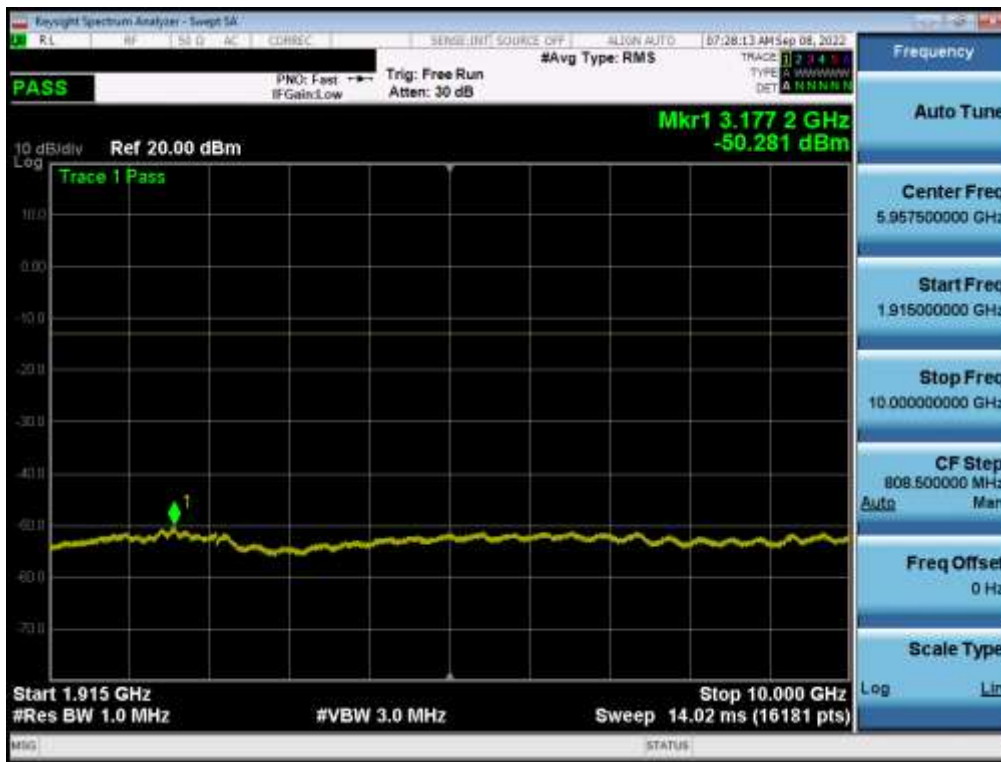 Keysight Spectrum Analyzer - Swept SA
RL RF 50 Ω AC CORREC SENSE:INT SOURCE OFF ALIGN AUTO 07:28:13 AM Sep 08, 2022
#Avg Type: RMS
TRACE 1 2 3 4 5 6
PASS
PNO: Fast Trig: Free Run
TYPE A WWWWW
IFGain:Low Atten: 30 dB
DET A N N N N N
Mkr1 3.177 2 GHz
-50.281 dBm
10 dB/div Ref 20.00 dBm
Log
Trace 1 Pass
10.0
0.00
-10.0
-20.0
-30.0
-40.0
-50.0
-60.0
-70.0
1
Start 1.915 GHz Stop 10.000 GHz
#Res BW 1.0 MHz #VBW 3.0 MHz Sweep 14.02 ms (16181 pts)
MSG STATUS
Frequency
Auto Tune
Center Freq
5.957500000 GHz
Start Freq
1.915000000 GHz
Stop Freq
10.000000000 GHz
CF Step
808.500000 MHz
Auto Man
Freq Offset
0 Hz
Scale Type
Log Lin